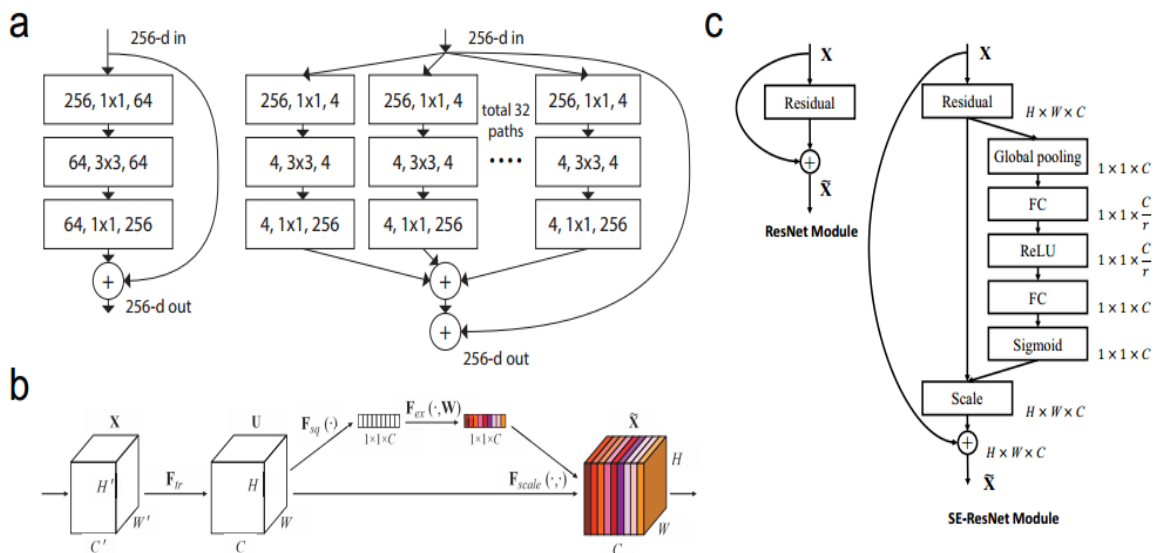 a
256-d in
256, 1x1, 64
64, 3x3, 64
64, 1x1, 256
+
256-d out
256-d in
256, 1x1, 4
256, 1x1, 4
256, 1x1, 4
total 32
paths
4, 3x3, 4
4, 3x3, 4
....
4, 3x3, 4
4, 1x1, 256
4, 1x1, 256
4, 1x1, 256
+
+
256-d out
b
X
H'
W'
C'
F_tr
U
H
W
C
F_sq (·)
1×1×C
F_ex (·,W)
1×1×C
F_scale (·,·)
X̃
H
W
C
c
X
Residual
+
X̃
ResNet Module
X
Residual
H × W × C
Global pooling
1 × 1 × C
FC
1 × 1 × C/r
ReLU
1 × 1 × C/r
FC
1 × 1 × C
Sigmoid
1 × 1 × C
Scale
H × W × C
+
H × W × C
X̃
SE-ResNet Module